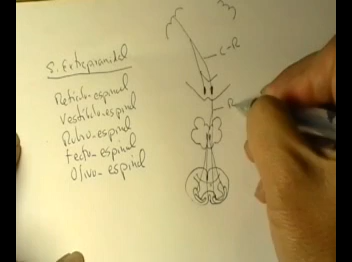 S. Extrapiramidal
Retículo-espinal
Vestíbulo-espinal
Rubro-espinal
tecto-espinal
Olivo-espinal
C-R
R